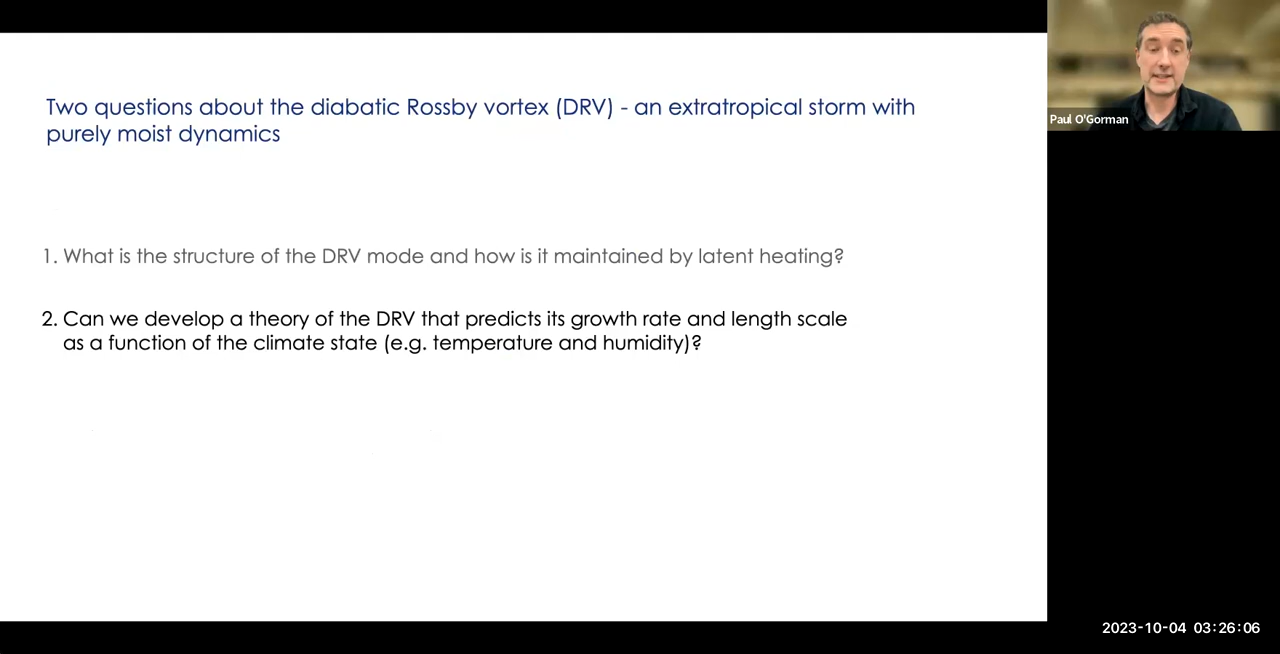 Two questions about the diabatic Rossby vortex (DRV) - an extratropical storm with
purely moist dynamics
1. What is the structure of the DRV mode and how is it maintained by latent heating?
2. Can we develop a theory of the DRV that predicts its growth rate and length scale
as a function of the climate state (e.g. temperature and humidity)?
Paul O'Gorman
2023-10-04 03:26:06